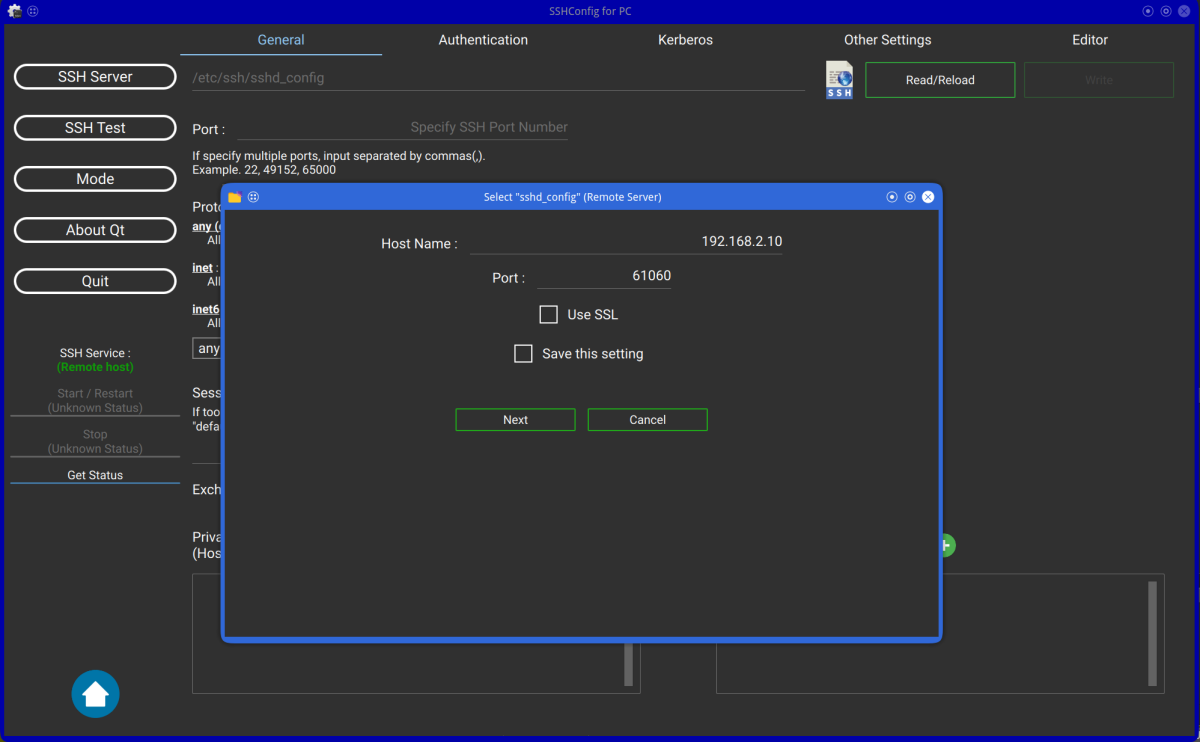 SSHConfig for PC
General
Authentication
Kerberos
Other Settings
Editor
SSH Server
SSH Test
Mode
About Qt
Quit
SSH Service :
(Remote host)
Start / Restart
(Unknown Status)
Stop
(Unknown Status)
Get Status
/etc/ssh/sshd_config
SSH
Read/Reload
Write
Port :
Specify SSH Port Number
If specify multiple ports, input separated by commas(,).
Example. 22, 49152, 65000
Proto
any (
All
inet :
All
inet6
All
any
Sess
If too
"defa
Exch
Priva
(Hos
Select "sshd_config" (Remote Server)
Host Name :
192.168.2.10
Port :
61060
Use SSL
Save this setting
Next
Cancel